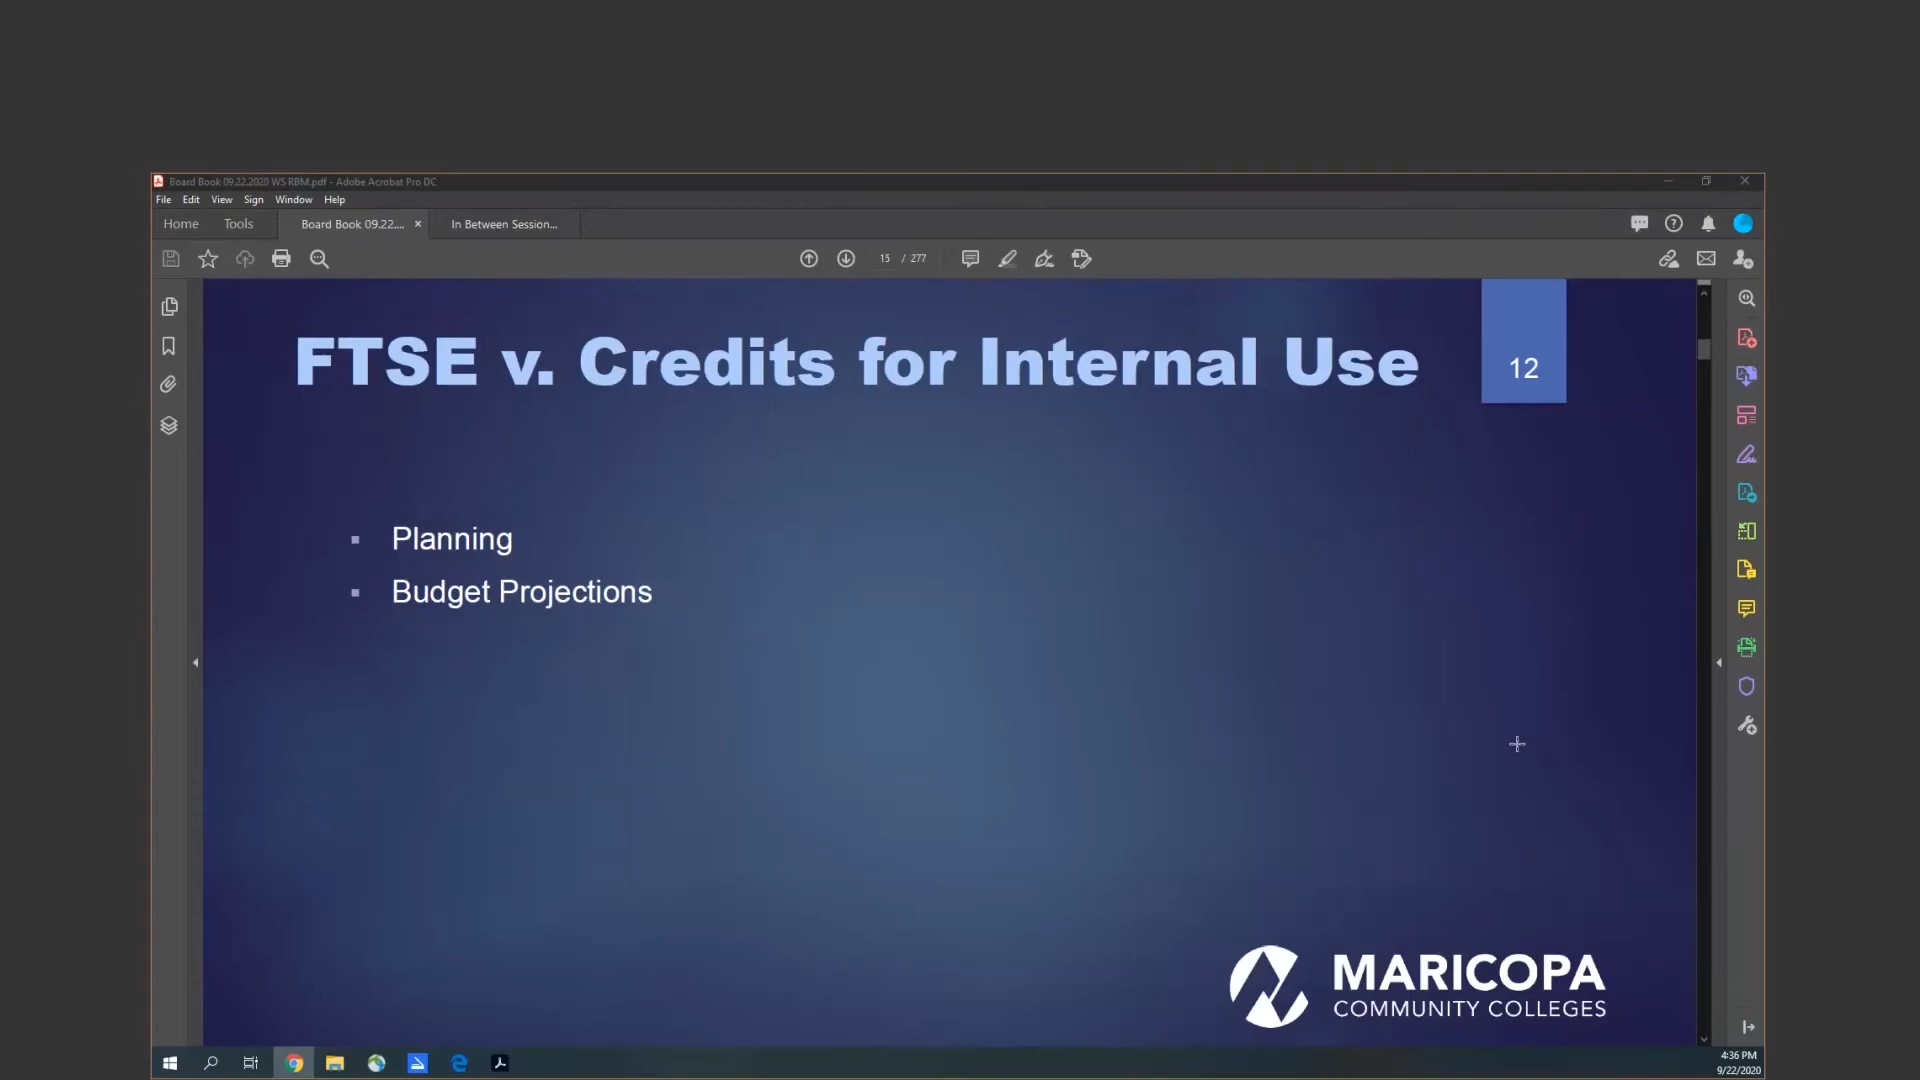 Board Book 09.22.2020 WS RBM.pdf - Adobe Acrobat Pro DC
File Edit View Sign Window Help
Home Tools Board Book 09.22.... × In Between Session...
15 / 277
FTSE v. Credits for Internal Use
12
Planning
Budget Projections
MARICOPA
COMMUNITY COLLEGES
4:36 PM
9/22/2020